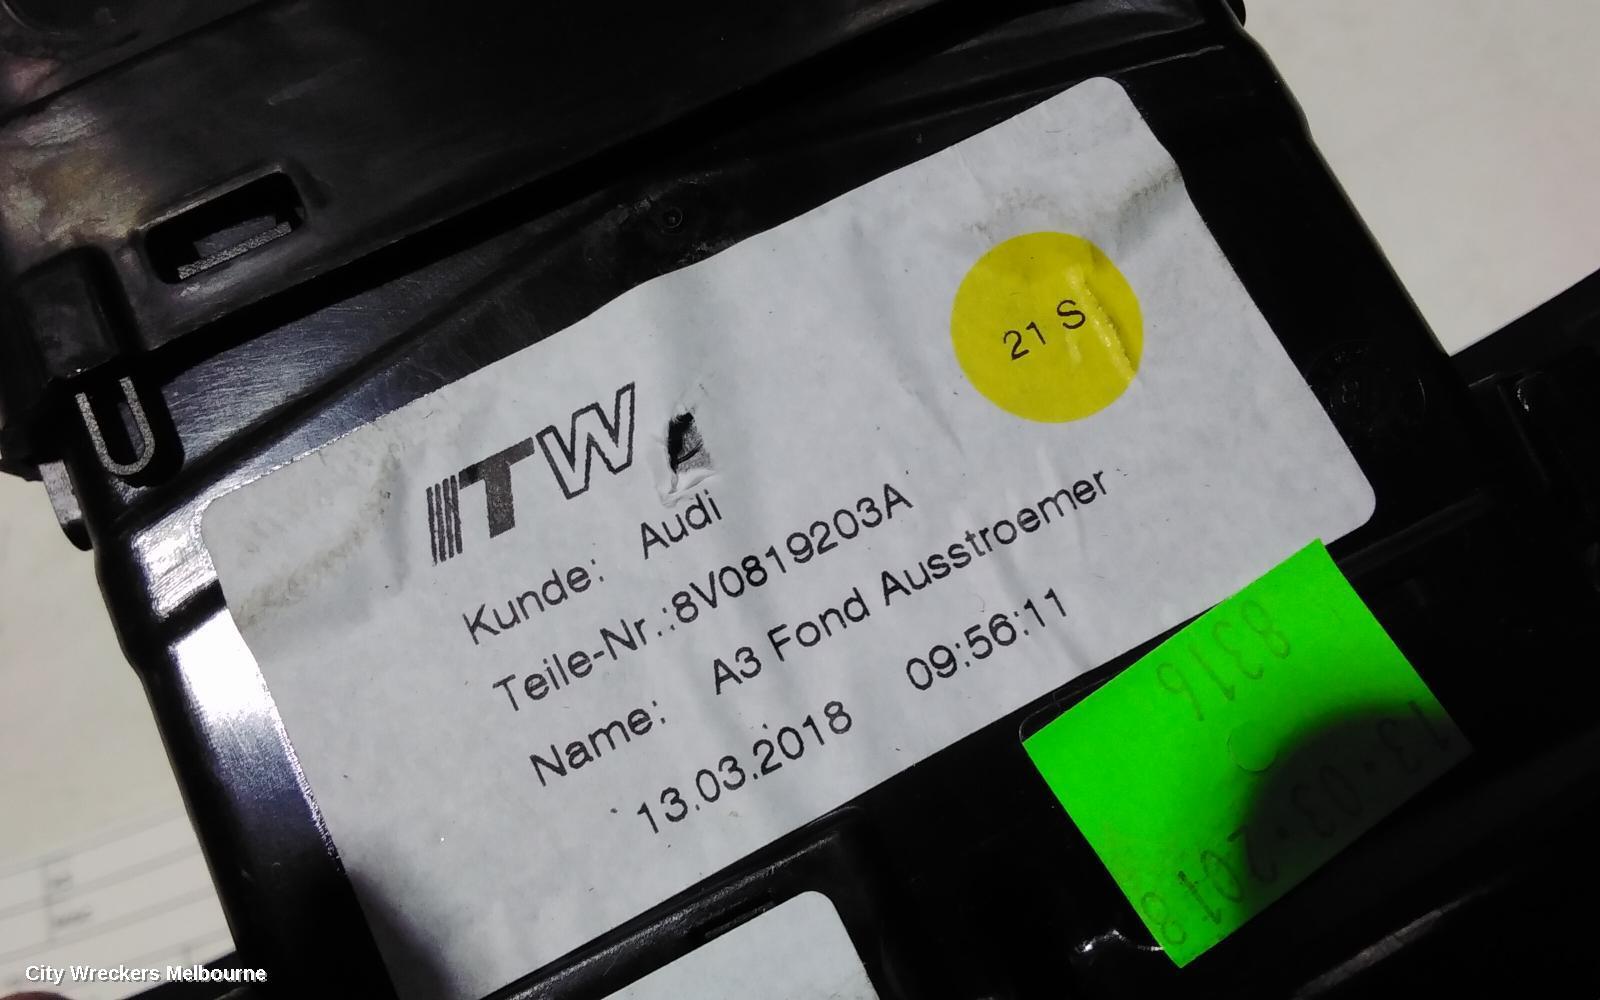 ITW
21 S
Kunde: Audi
Teile-Nr.:8V0819203A
Name: A3 Fond Ausstroemer
13.03.2018 09:56:11
8316
13.03.2018
City Wreckers Melbourne